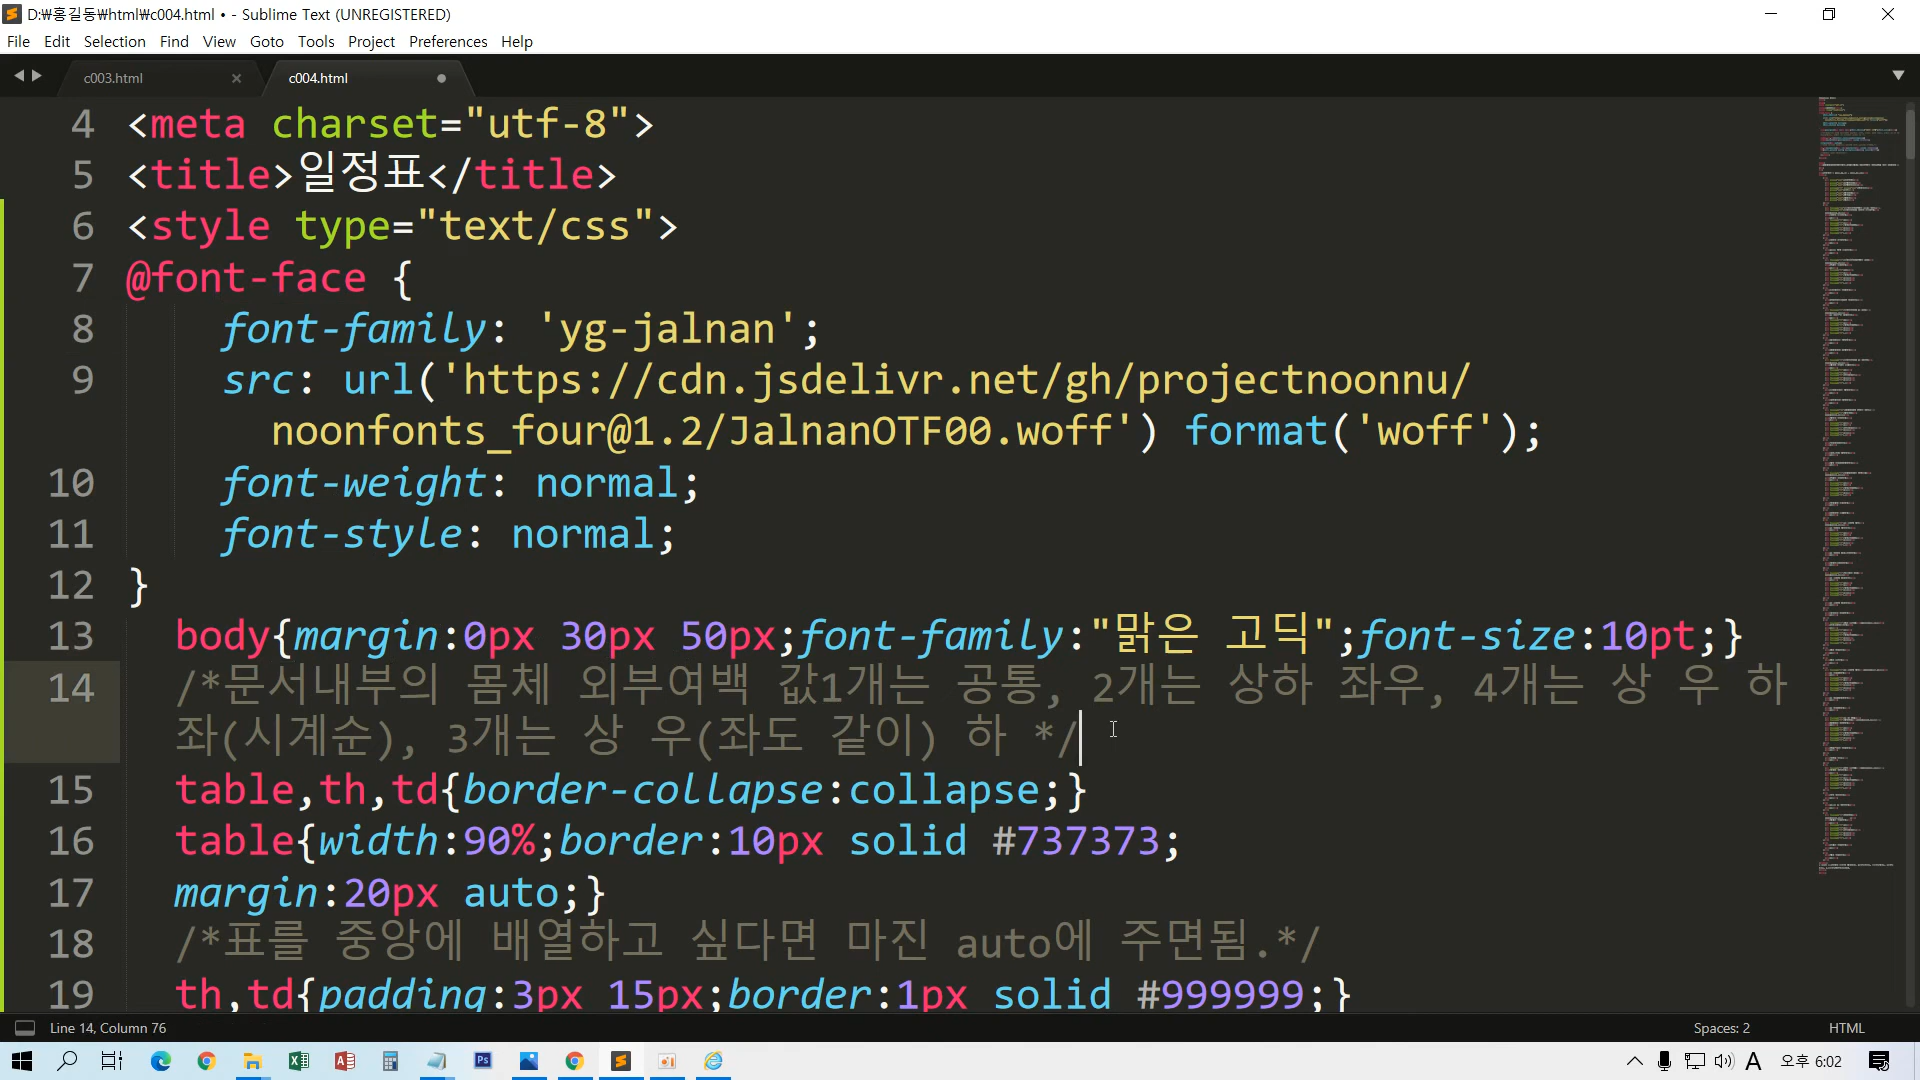 D:₩홍길동₩html₩c004.html • - Sublime Text (UNREGISTERED)
File Edit Selection Find View Goto Tools Project Preferences Help
c003.html c004.html
4 <meta charset="utf-8">
5 <title>일정표</title>
6 <style type="text/css">
7 @font-face {
8 font-family: 'yg-jalnan';
9 src: url('https://cdn.jsdelivr.net/gh/projectnoonnu/
noonfonts_four@1.2/JalnanOTF00.woff') format('woff');
10 font-weight: normal;
11 font-style: normal;
12 }
13 body{margin:0px 30px 50px;font-family:"맑은 고딕";font-size:10pt;}
14 /*문서내부의 몸체 외부여백 값1개는 공통, 2개는 상하 좌우, 4개는 상 우 하
좌(시계순), 3개는 상 우(좌도 같이) 하 */
15 table,th,td{border-collapse:collapse;}
16 table{width:90%;border:10px solid #737373;
17 margin:20px auto;}
18 /*표를 중앙에 배열하고 싶다면 마진 auto에 주면됨.*/
19 th,td{padding:3px 15px;border:1px solid #999999;}
Line 14, Column 76 Spaces: 2 HTML
A 오후 6:02